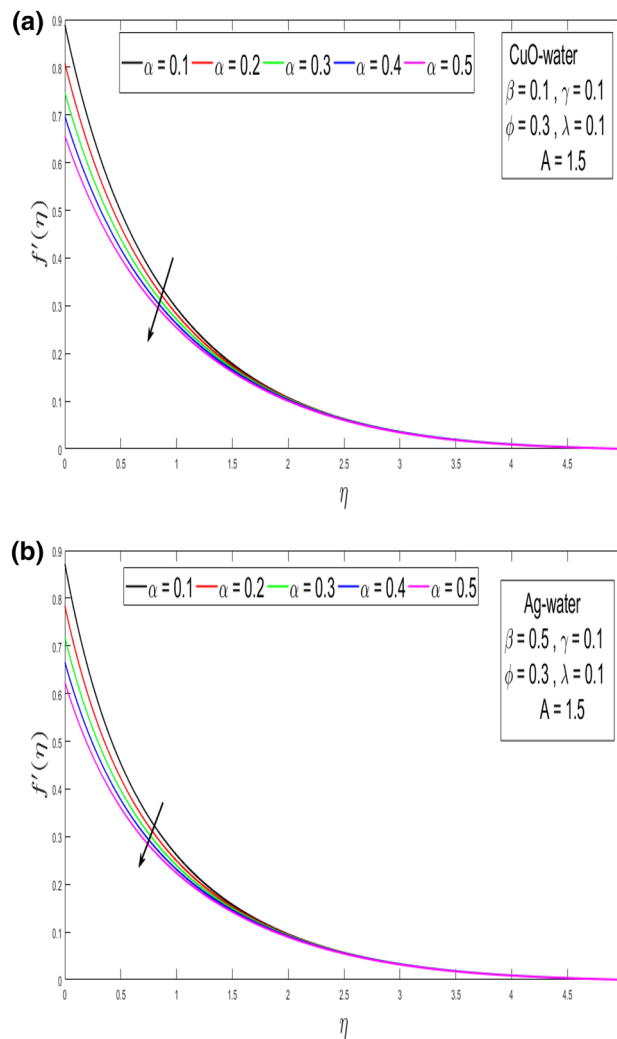 (a)
0.9
0.8
0.7
0.6
0.5
0.4
0.3
0.2
0.1
0
f′(η)
α = 0.1 α = 0.2 α = 0.3 α = 0.4 α = 0.5
CuO-water
β = 0.1 , γ = 0.1
ϕ = 0.3 , λ = 0.1
A = 1.5
0 0.5 1 1.5 2 2.5 3 3.5 4 4.5
η
(b)
0.9
0.8
0.7
0.6
0.5
0.4
0.3
0.2
0.1
0
f′(η)
α = 0.1 α = 0.2 α = 0.3 α = 0.4 α = 0.5
Ag-water
β = 0.5 , γ = 0.1
ϕ = 0.3 , λ = 0.1
A = 1.5
0 0.5 1 1.5 2 2.5 3 3.5 4 4.5
η